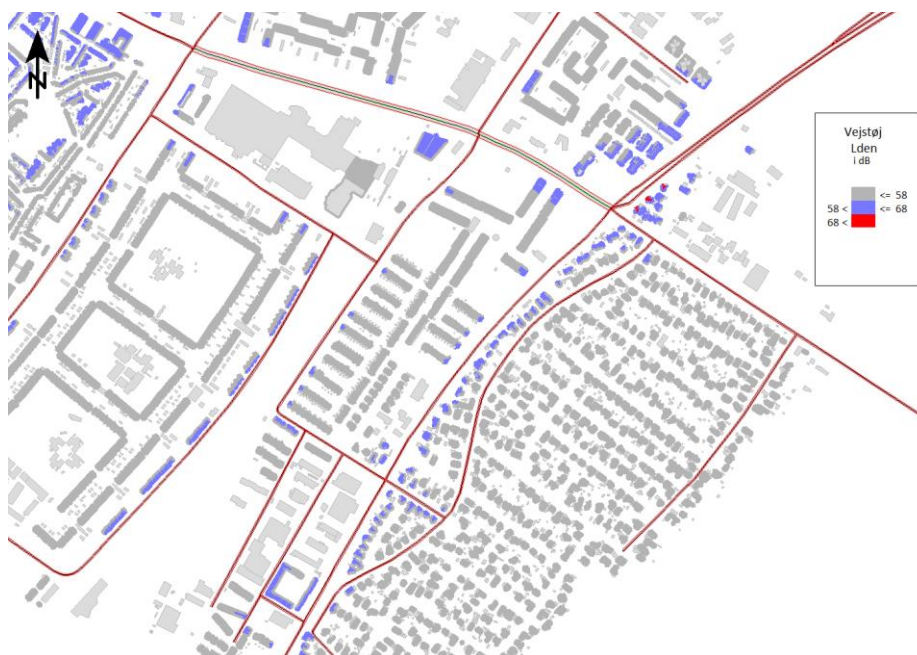 N
Vejstøj
Lden
i dB
<= 58
58 < <= 68
68 <